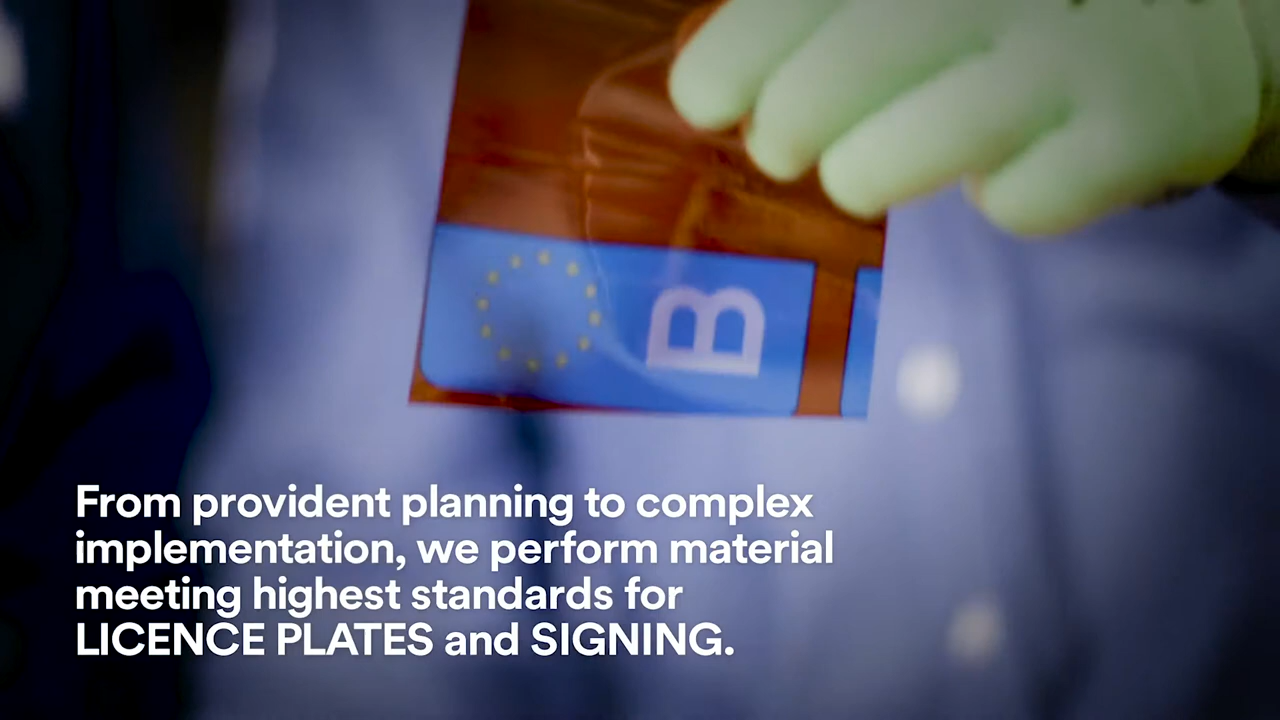 B
From provident planning to complex
implementation, we perform material
meeting highest standards for
LICENCE PLATES and SIGNING.